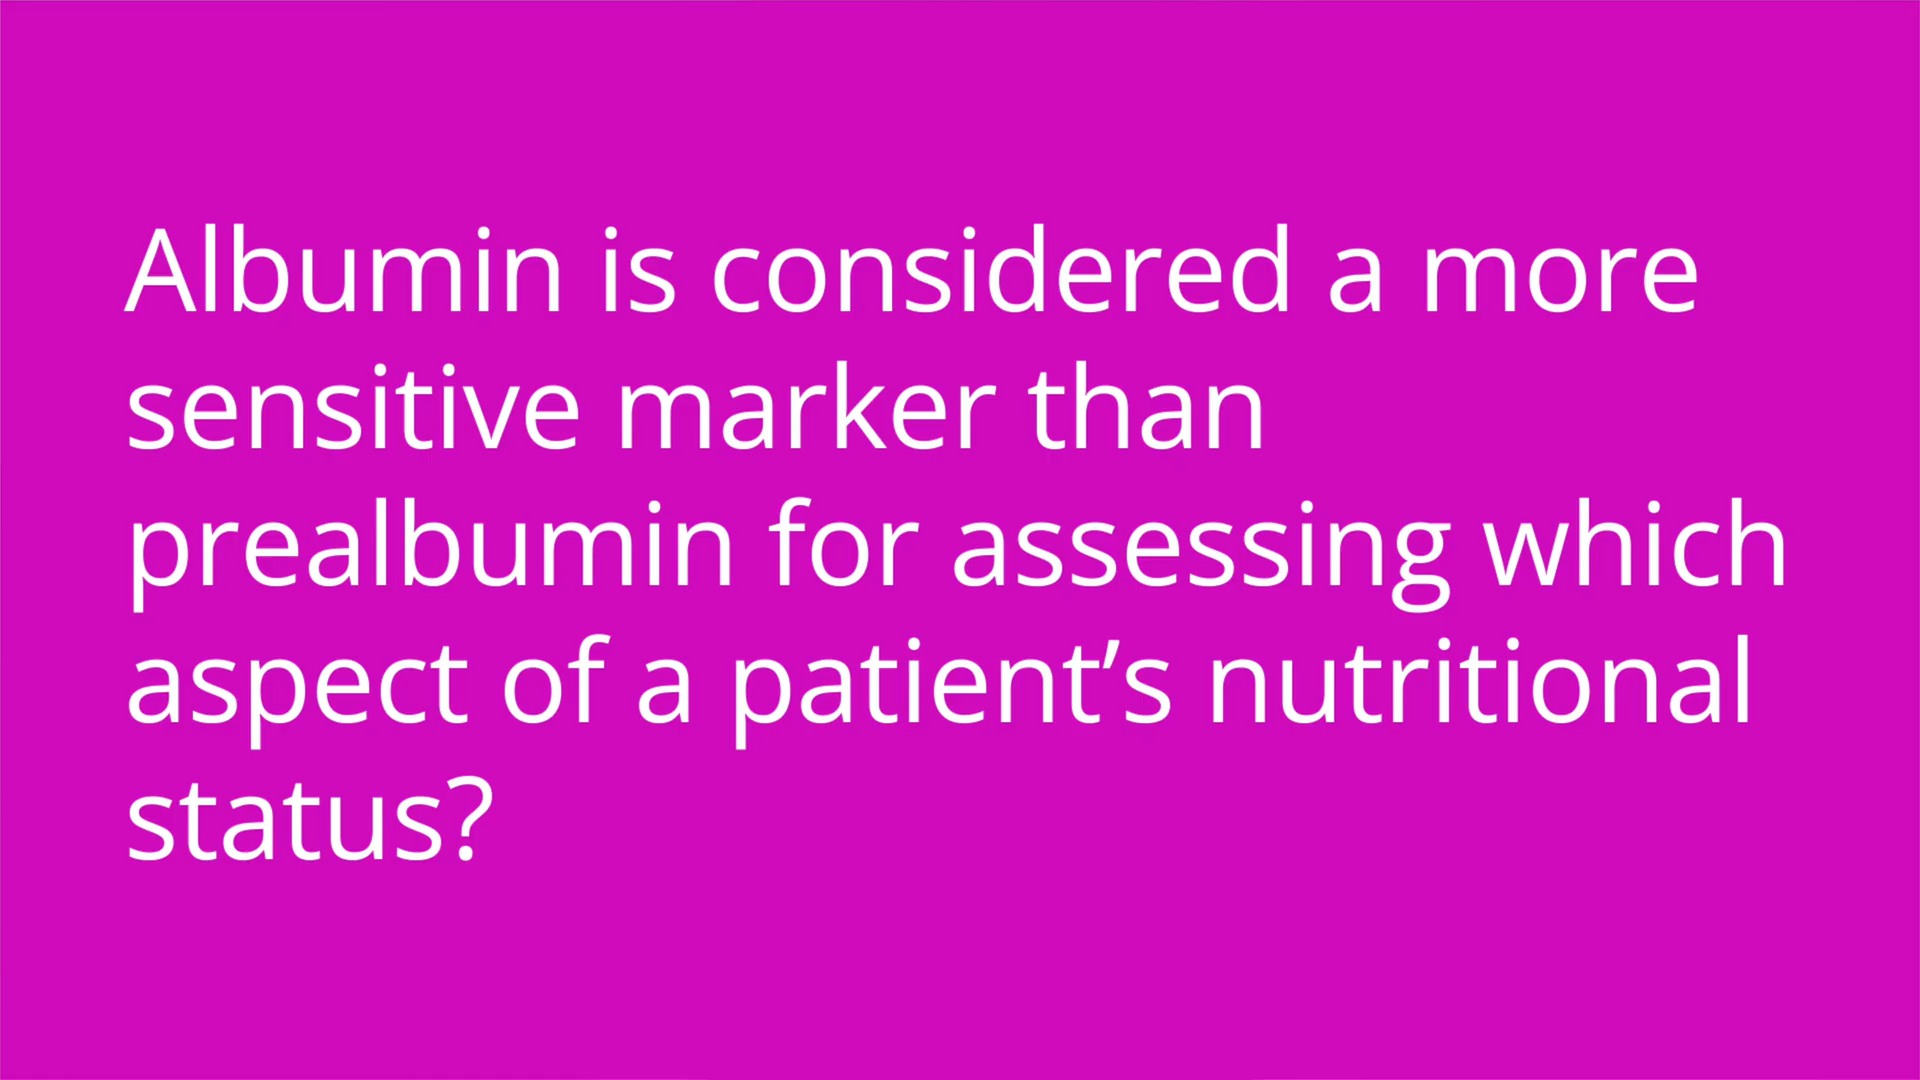 Albumin is considered a more
sensitive marker than
prealbumin for assessing which
aspect of a patient’s nutritional
status?